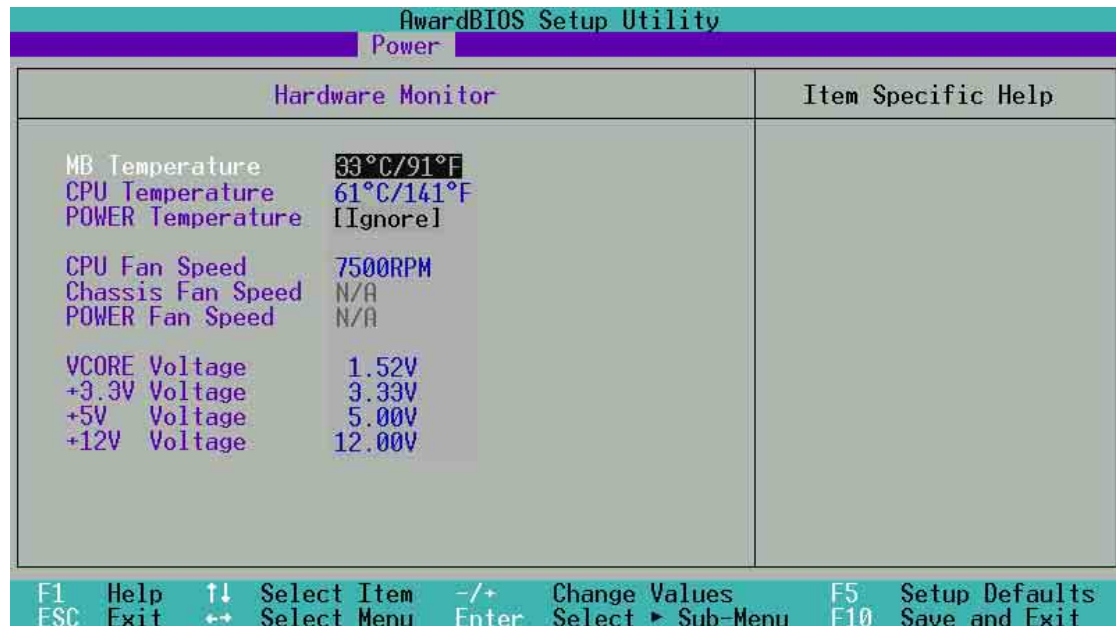 AwardBIOS Setup Utility
Power
Hardware Monitor
Item Specific Help
MB Temperature 33°C/91°F
CPU Temperature 61°C/141°F
POWER Temperature [Ignore]
CPU Fan Speed 7500RPM
Chassis Fan Speed N/A
POWER Fan Speed N/A
VCORE Voltage 1.52V
+3.3V Voltage 3.33V
+5V Voltage 5.00V
+12V Voltage 12.00V
F1 Help ↑↓ Select Item -/+ Change Values F5 Setup Defaults
ESC Exit ←→ Select Menu Enter Select ► Sub-Menu F10 Save and Exit